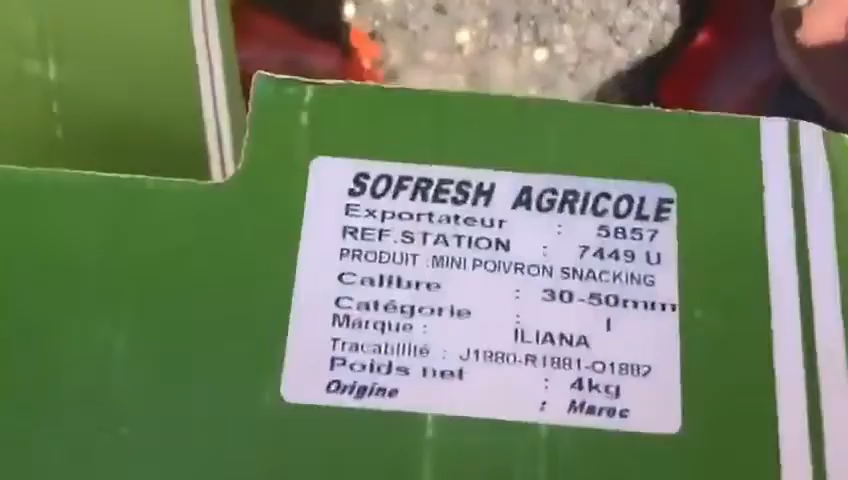 SOFRESH AGRICOLE
Exportateur : 5857
REF.STATION : 7449 U
PRODUIT :MINI POIVRON SNACKING
Calibre : 30-50mm
Catégorie : I
Marque : ILIANA
Tracabilité : J1880-R1881-O1882
Poids net : 4kg
Origine : Maroc